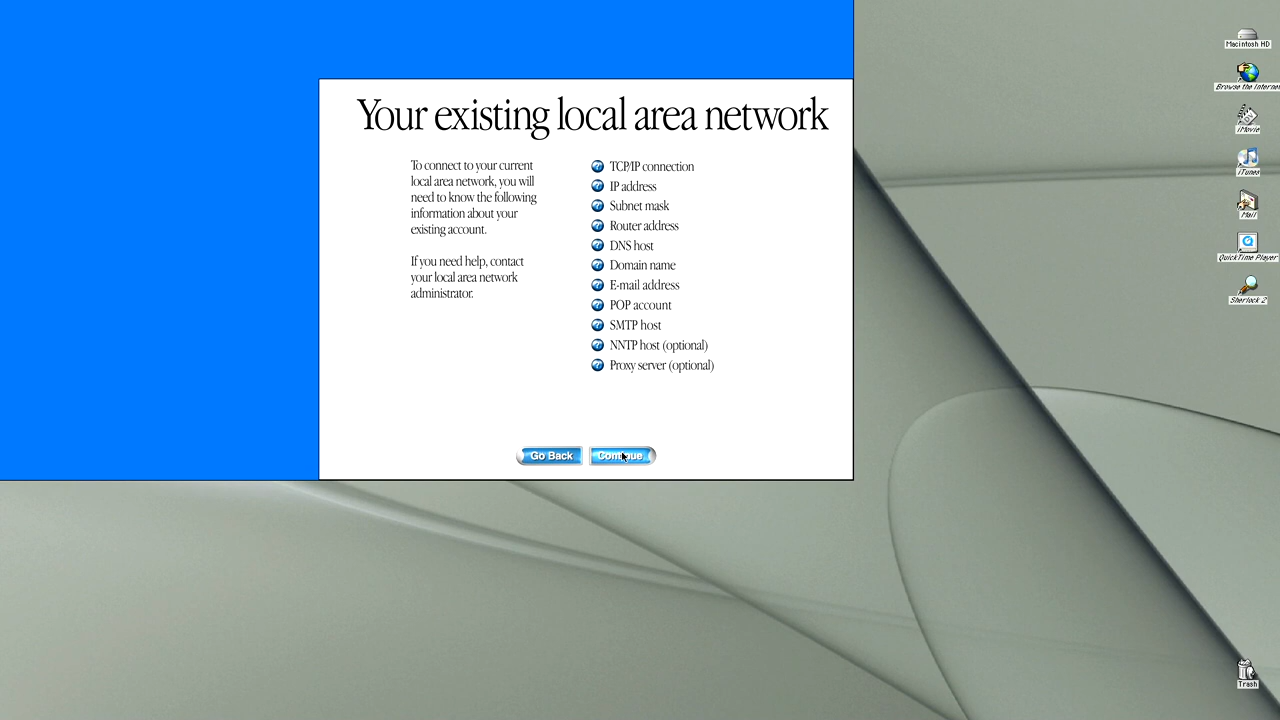 Your existing local area network
To connect to your current
local area network, you will
need to know the following
information about your
existing account.
If you need help, contact
your local area network
administrator.
TCP/IP connection
IP address
Subnet mask
Router address
DNS host
Domain name
E-mail address
POP account
SMTP host
NNTP host (optional)
Proxy server (optional)
Go Back
Continue
Macintosh HD
Browse the Internet
iMovie
iTunes
Mail
QuickTime Player
Sherlock 2
Trash